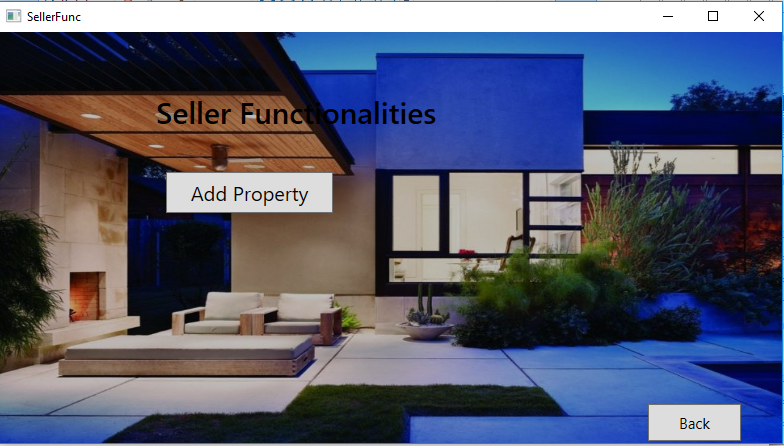 SellerFunc
Seller Functionalities
Add Property
Back